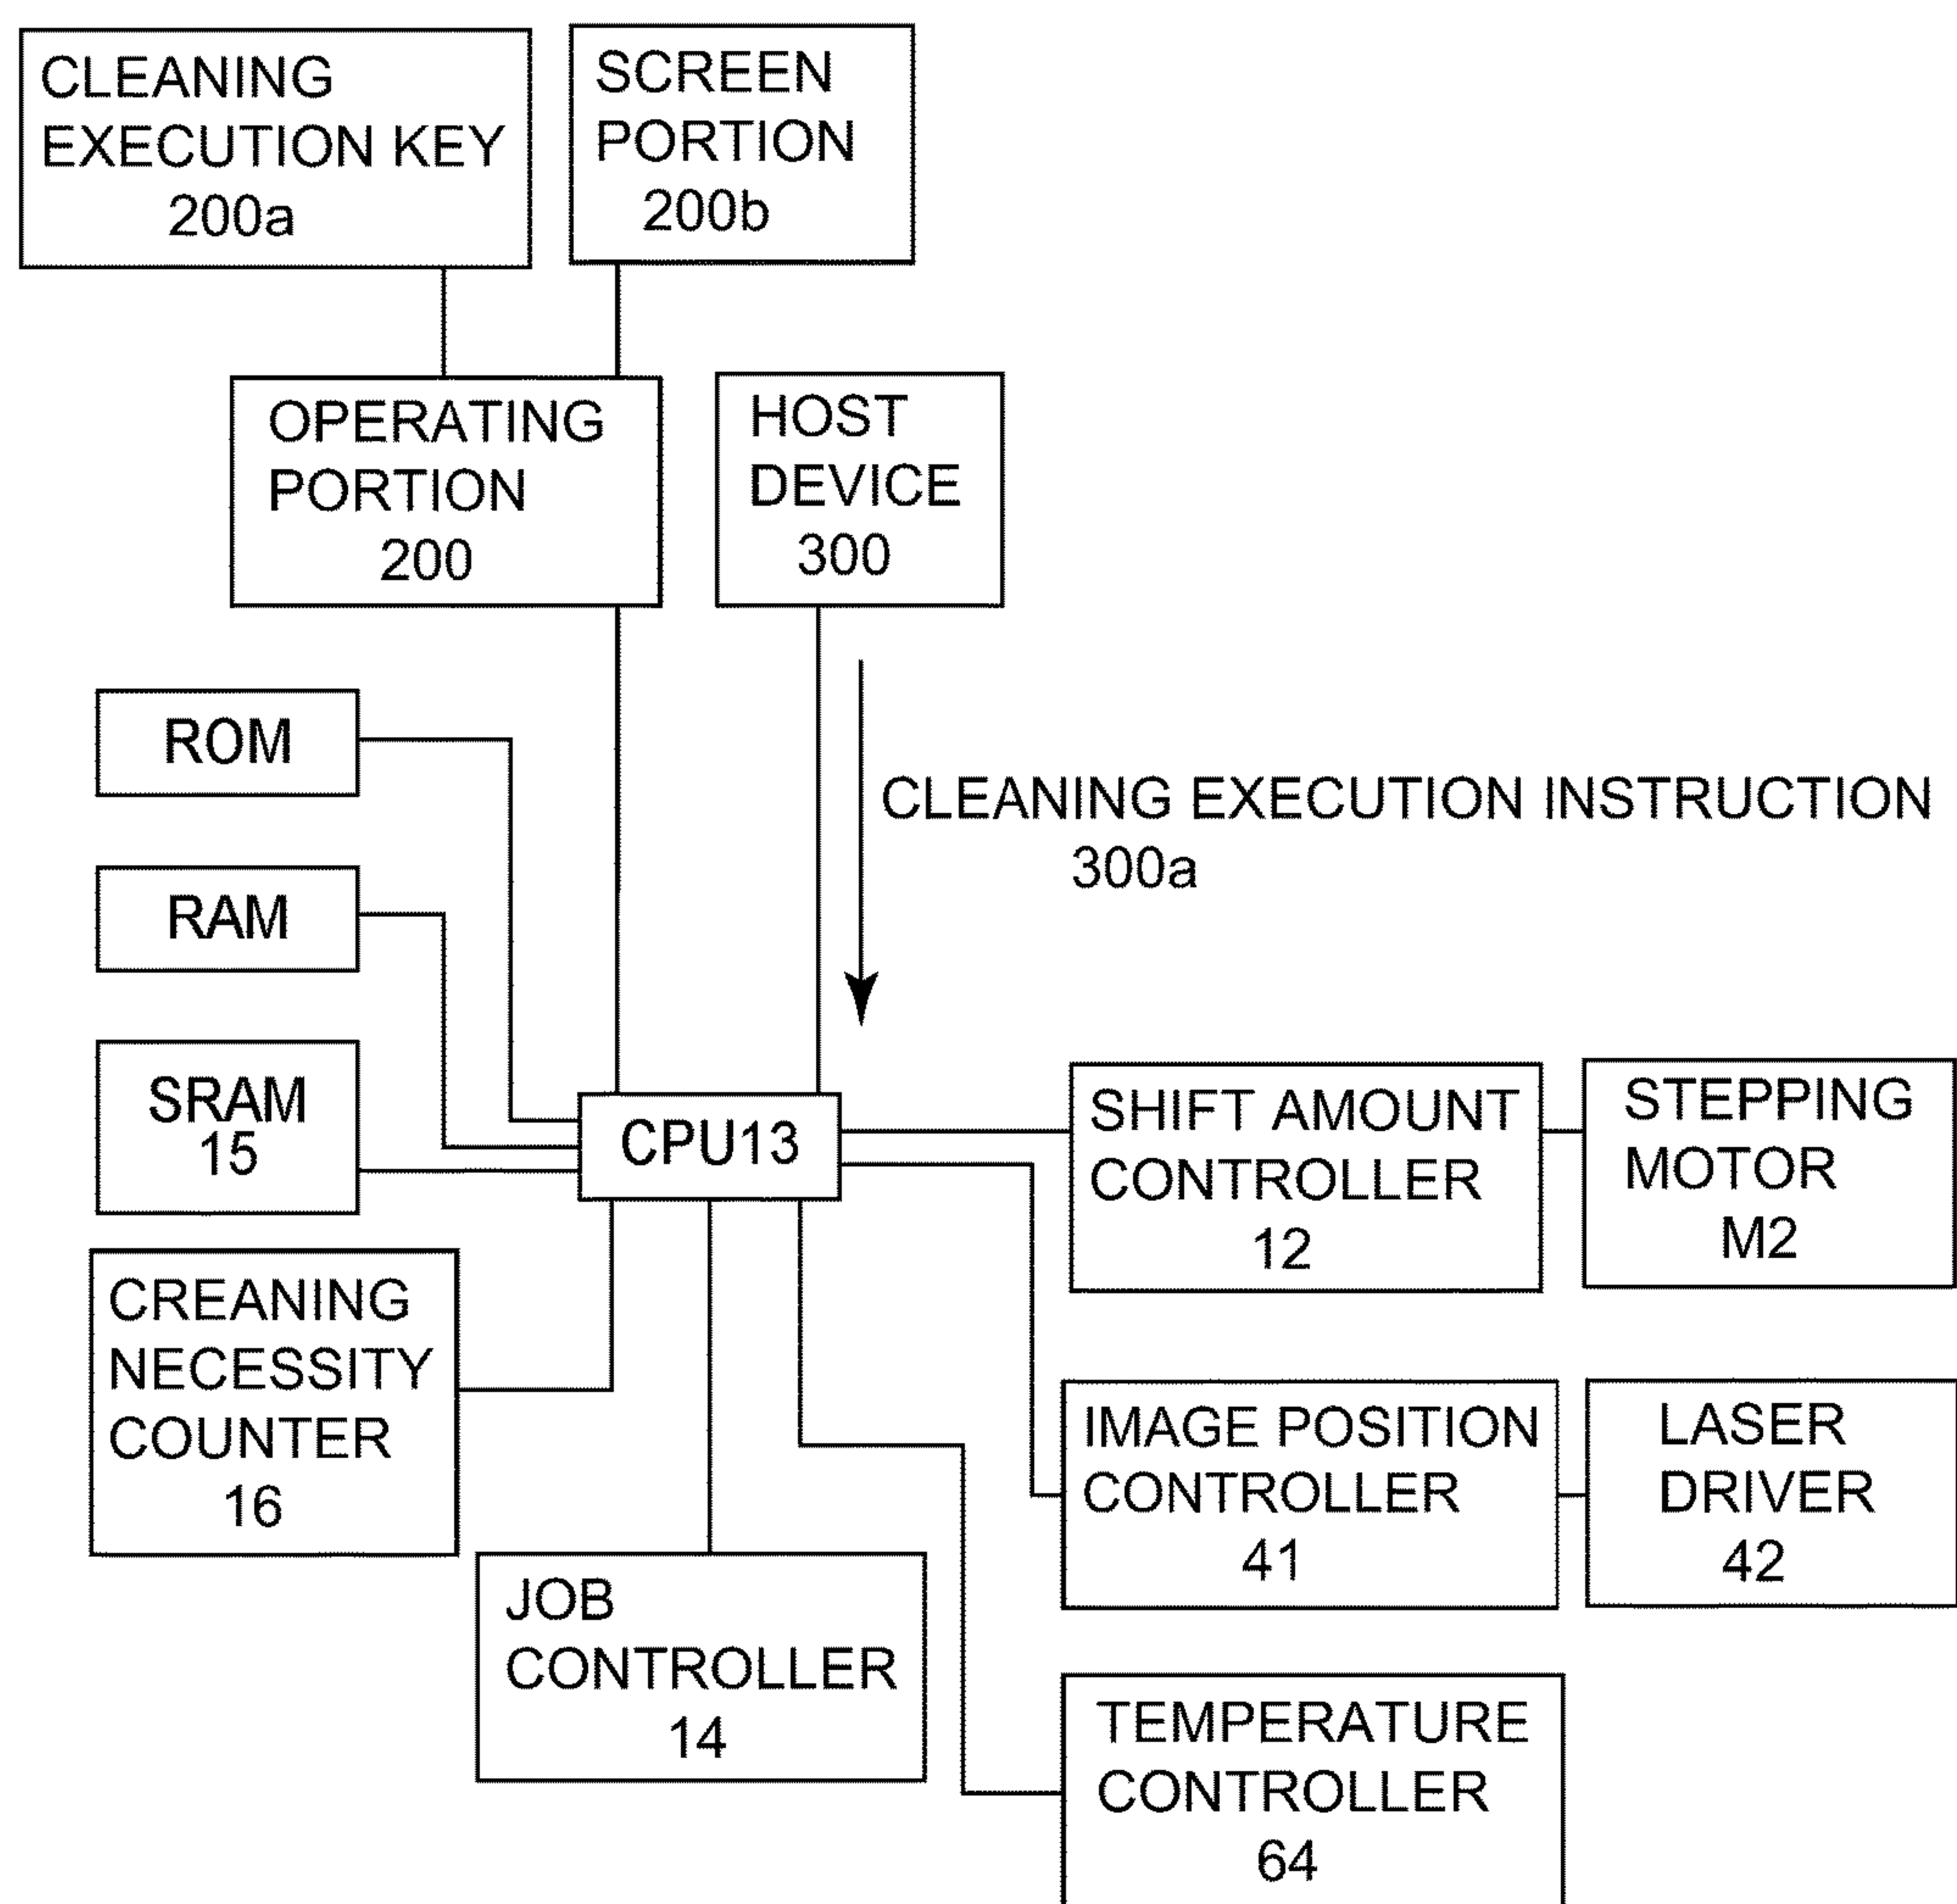 CLEANING
EXECUTION KEY
200a
SCREEN
PORTION
200b
OPERATING
PORTION
200
HOST
DEVICE
300
ROM
RAM
SRAM
15
CLEANING EXECUTION INSTRUCTION
300a
CPU13
SHIFT AMOUNT
CONTROLLER
12
STEPPING
MOTOR
M2
CREANING
NECESSITY
COUNTER
16
IMAGE POSITION
CONTROLLER
41
LASER
DRIVER
42
JOB
CONTROLLER
14
TEMPERATURE
CONTROLLER
64